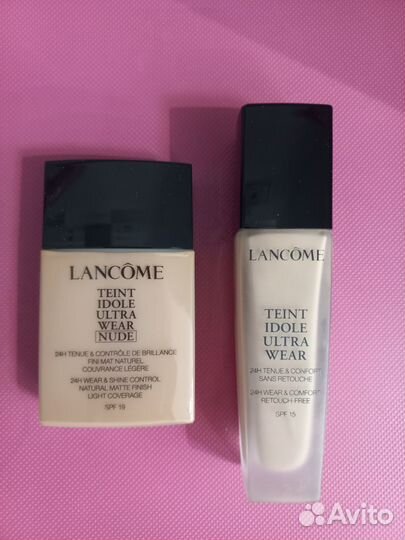 LANCÔME
TEINT
IDOLE
ULTRA
WEAR
NUDE
24H TENUE & CONTRÔLE DE BRILLANCE
FINI MAT NATUREL
COUVRANCE LÉGÈRE
24H WEAR & SHINE CONTROL
NATURAL MATTE FINISH
LIGHT COVERAGE
SPF 19
LANCÔME
TEINT
IDOLE
ULTRA
WEAR
24H TENUE & CONFORT
SANS RETOUCHE
24H WEAR & COMFORT
RETOUCH-FREE
SPF 15
Avito